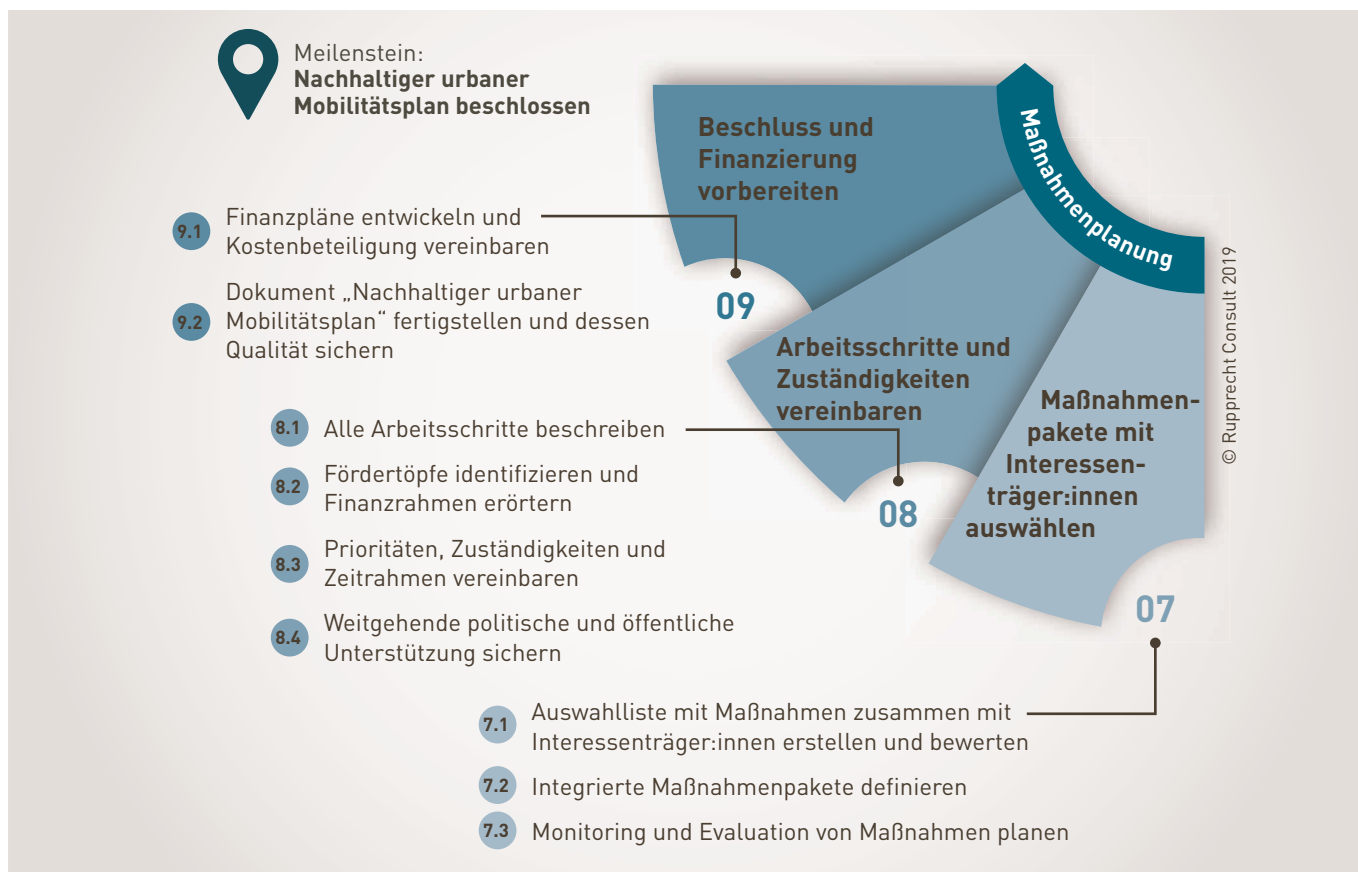 Meilenstein:
Nachhaltiger urbaner
Mobilitätsplan beschlossen
Maßnahmenplanung
Beschluss und
Finanzierung
vorbereiten
09
9.1 Finanzpläne entwickeln und
Kostenbeteiligung vereinbaren
9.2 Dokument „Nachhaltiger urbaner
Mobilitätsplan“ fertigstellen und dessen
Qualität sichern
Arbeitsschritte und
Zuständigkeiten
vereinbaren
08
8.1 Alle Arbeitsschritte beschreiben
8.2 Fördertöpfe identifizieren und
Finanzrahmen erörtern
8.3 Prioritäten, Zuständigkeiten und
Zeitrahmen vereinbaren
8.4 Weitgehende politische und öffentliche
Unterstützung sichern
Maßnahmen-
pakete mit
Interessen-
träger:innen
auswählen
07
7.1 Auswahlliste mit Maßnahmen zusammen mit
Interessenträger:innen erstellen und bewerten
7.2 Integrierte Maßnahmenpakete definieren
7.3 Monitoring und Evaluation von Maßnahmen planen
© Rupprecht Consult 2019